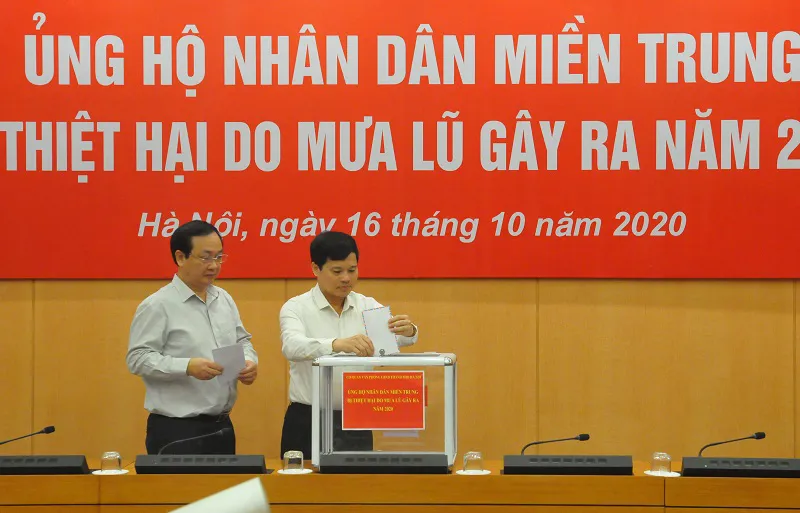 ỦNG HỘ NHÂN DÂN MIỀN TRUNG
THIỆT HẠI DO MƯA LŨ GÂY RA NĂM 2
Hà Nội, ngày 16 tháng 10 năm 2020
ỦNG HỘ NHÂN DÂN MIỀN TRUNG
BỊ THIỆT HẠI DO MƯA LŨ GÂY RA
NĂM 2020